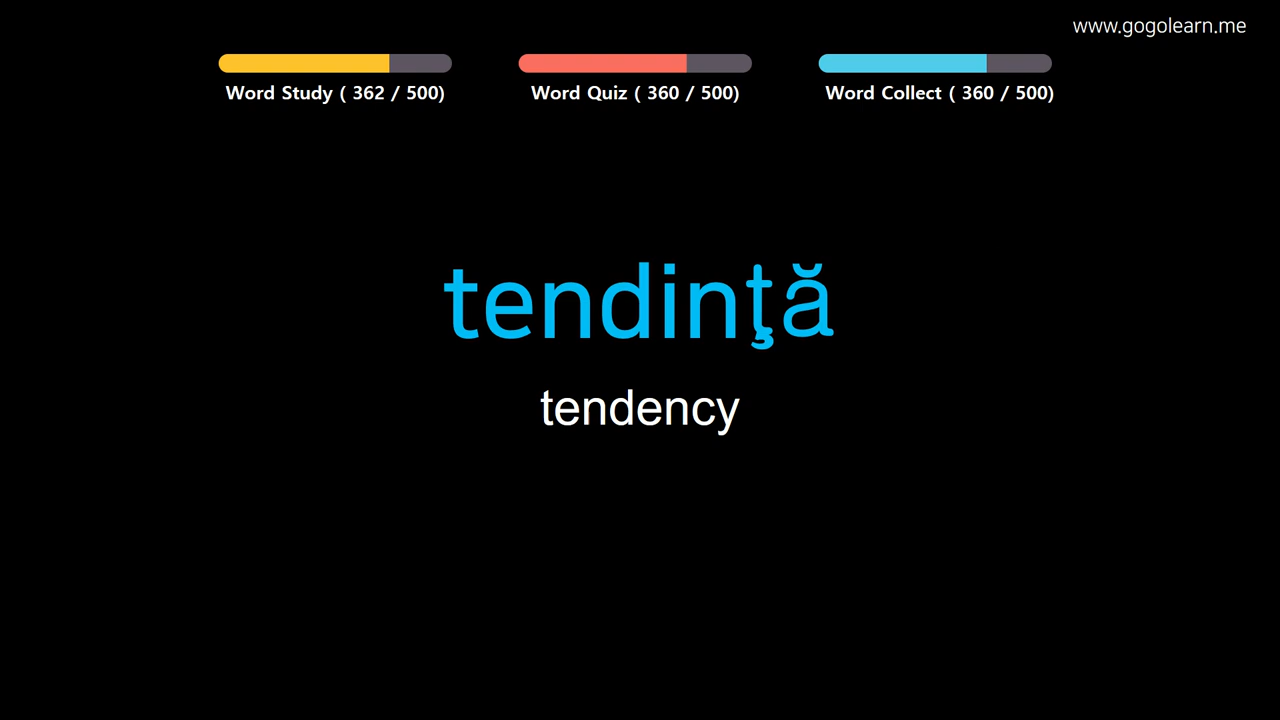 www.gogolearn.me
Word Study ( 362 / 500)
Word Quiz ( 360 / 500)
Word Collect ( 360 / 500)
tendinţă
tendency